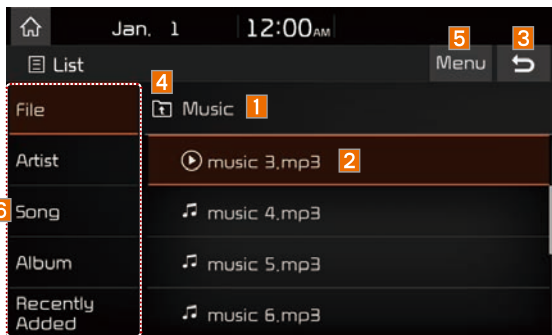 Jan. 1 12:00AM
5 3
List Menu
4
File Music 1
Artist music 3.mp3 2
6 Song music 4.mp3
Album music 5.mp3
Recently
Added music 6.mp3